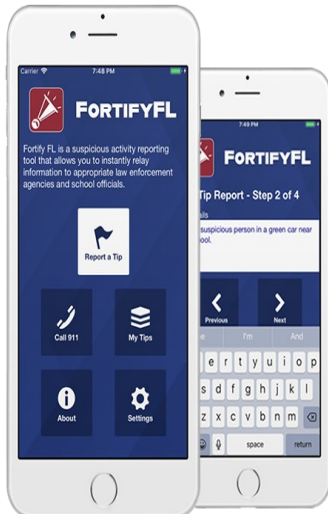 Carrier 7:48 PM
FORTIFYFL
Fortify FL is a suspicious activity reporting
tool that allows you to instantly relay
information to appropriate law enforcement
agencies and school officials.
Report a Tip
Call 911
My Tips
About
Settings
7:49 PM
FORTIFYFL
Tip Report - Step 2 of 4
suspicious person in a green car near
Previous
Next
I'm
And
e r t y u i o p
s d f g h j k l
z x c v b n m
space
return